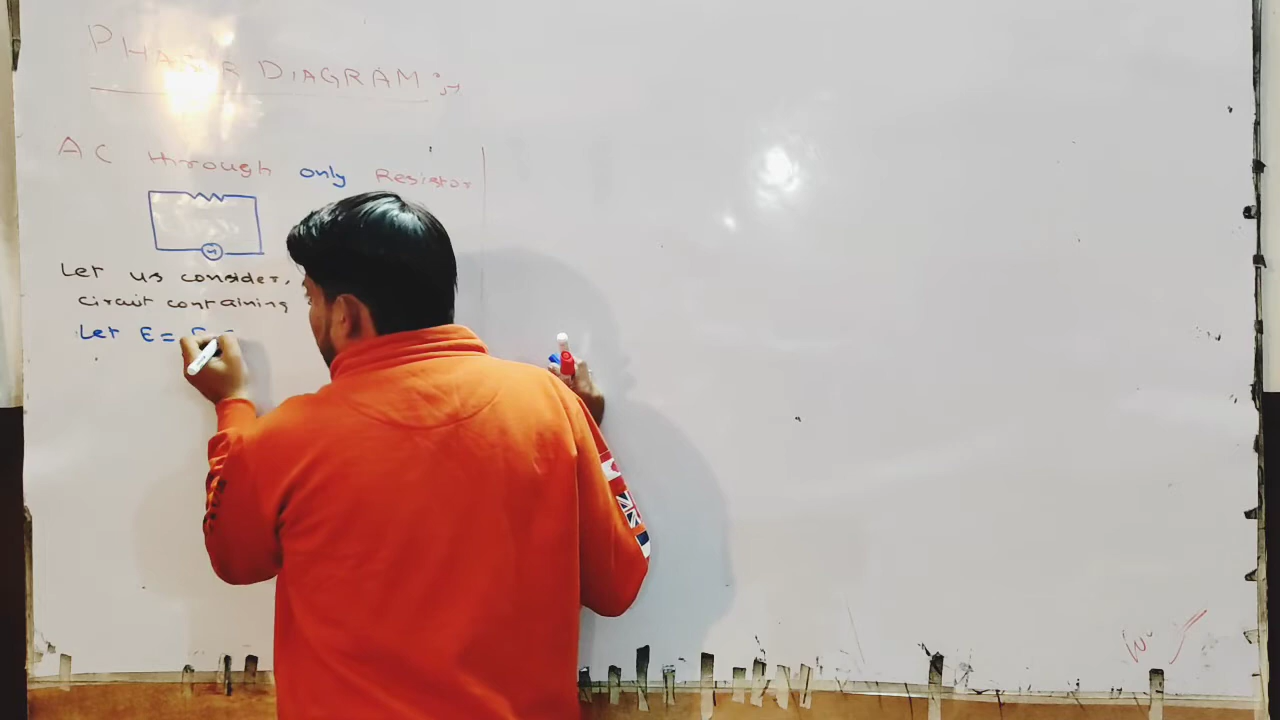 PHASOR DIAGRAM :-
AC through only Resistor
Let us consider,
circuit containing
Let E =